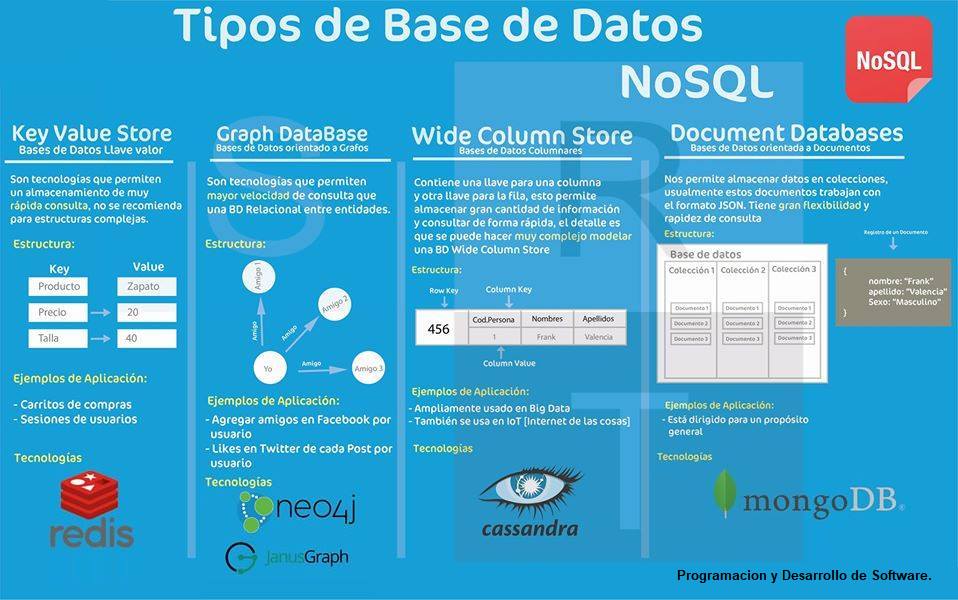 Tipos de Base de Datos
NoSQL
NoSQL
Key Value Store
Bases de Datos Llave valor
Son tecnologías que permiten
un almacenamiento de muy
rápida consulta, no se recomienda
para estructuras complejas.
Estructura:
Key Value
Producto Zapato
Precio 20
Talla 40
Ejemplos de Aplicación:
- Carritos de compras
- Sesiones de usuarios
Tecnologías
redis
Graph DataBase
Bases de Datos orientado a Grafos
Son tecnologías que permiten
mayor velocidad de consulta que
una BD Relacional entre entidades.
Estructura:
Amigo 1
Amigo 2
Amigo
Amigo
Yo
Amigo
Amigo 3
Ejemplos de Aplicación:
- Agregar amigos en Facebook por
usuario
- Likes en Twitter de cada Post por
usuario
Tecnologías
neo4j
JanusGraph
Wide Column Store
Bases de Datos Columnares
Contiene una llave para una columna
y otra llave para la fila, esto permite
almacenar gran cantidad de información
y consultar de forma rápida, el detalle es
que se puede hacer muy complejo modelar
una BD Wide Column Store
Estructura:
Row Key Column Key
456
Cod.Persona Nombres Apellidos
1 Frank Valencia
Column Value
Ejemplos de Aplicación:
- Ampliamente usado en Big Data
- También se usa en IoT [Internet de las cosas]
Tecnologías
cassandra
Document Databases
Bases de Datos orientada a Documentos
Nos permite almacenar datos en colecciones,
usualmente estos documentos trabajan con
el formato JSON. Tiene gran flexibilidad y
rapidez de consulta
Estructura:
Base de datos
Colección 1 Colección 2 Colección 3
Documento 1 Documento 1 Documento 1
Documento 2 Documento 2 Documento 2
Documento 3 Documento 3 Documento 3
Registro de un Documento
{
nombre: "Frank"
apellido: "Valencia"
Sexo: "Masculino"
}
Ejemplos de Aplicación:
- Está dirigido para un propósito
general
Tecnologías
mongoDB®
Programacion y Desarrollo de Software.
S
R
T